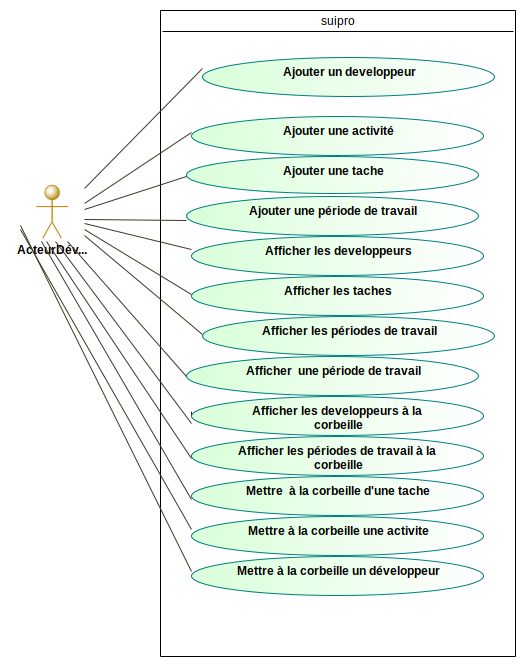 suipro
Ajouter un developpeur
Ajouter une activité
Ajouter une tache
Ajouter une période de travail
Afficher les developpeurs
ActeurDév...
Afficher les taches
Afficher les périodes de travail
Afficher  une période de travail
Afficher les developpeurs à la
corbeille
Afficher les périodes de travail à la
corbeille
Mettre  à la corbeille d'une tache
Mettre à la corbeille une activite
Mettre à la corbeille un développeur